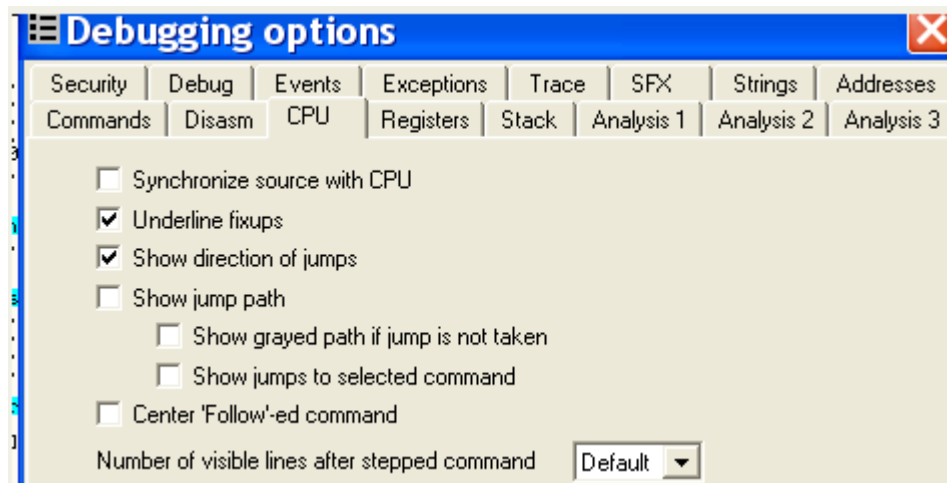 Debugging options
Security Debug Events Exceptions Trace SFX Strings Addresses
Commands Disasm CPU Registers Stack Analysis 1 Analysis 2 Analysis 3
Synchronize source with CPU
Underline fixups
Show direction of jumps
Show jump path
Show grayed path if jump is not taken
Show jumps to selected command
Center 'Follow'-ed command
Number of visible lines after stepped command Default